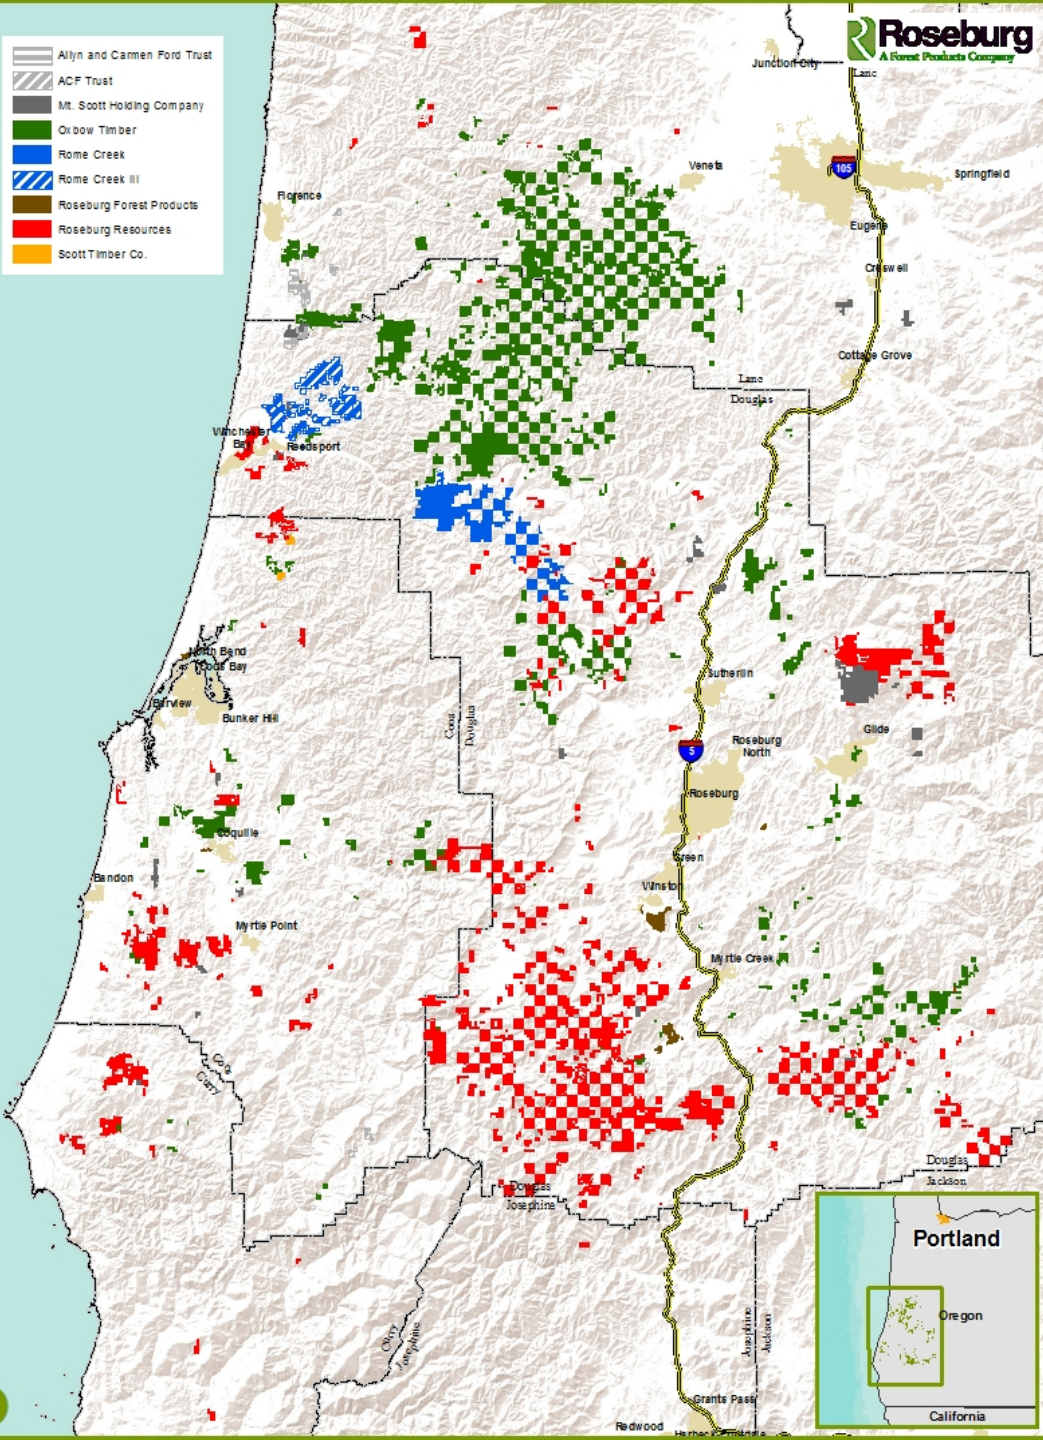 Roseburg
A Forest Products Company
Allyn and Carmen Ford Trust
ACF Trust
Mt. Scott Holding Company
Oxbow Timber
Rome Creek
Rome Creek III
Roseburg Forest Products
Roseburg Resources
Scott Timber Co.
Junction City
Lane
105
Veneta
Springfield
Florence
Eugene
Creswell
Cottage Grove
Lane
Douglas
Winchester
Bay
Reedsport
North Bend
Coos Bay
Barview
Bunker Hill
Coos
Douglas
Sutherlin
Glide
Roseburg
North
5
Roseburg
Coquille
Green
Winston
Bandon
Myrtle Point
Myrtle Creek
Coos
Curry
Douglas
Jackson
Douglas
Josephine
Portland
Oregon
California
Curry
Josephine
Josephine
Jackson
Grants Pass
Redwood